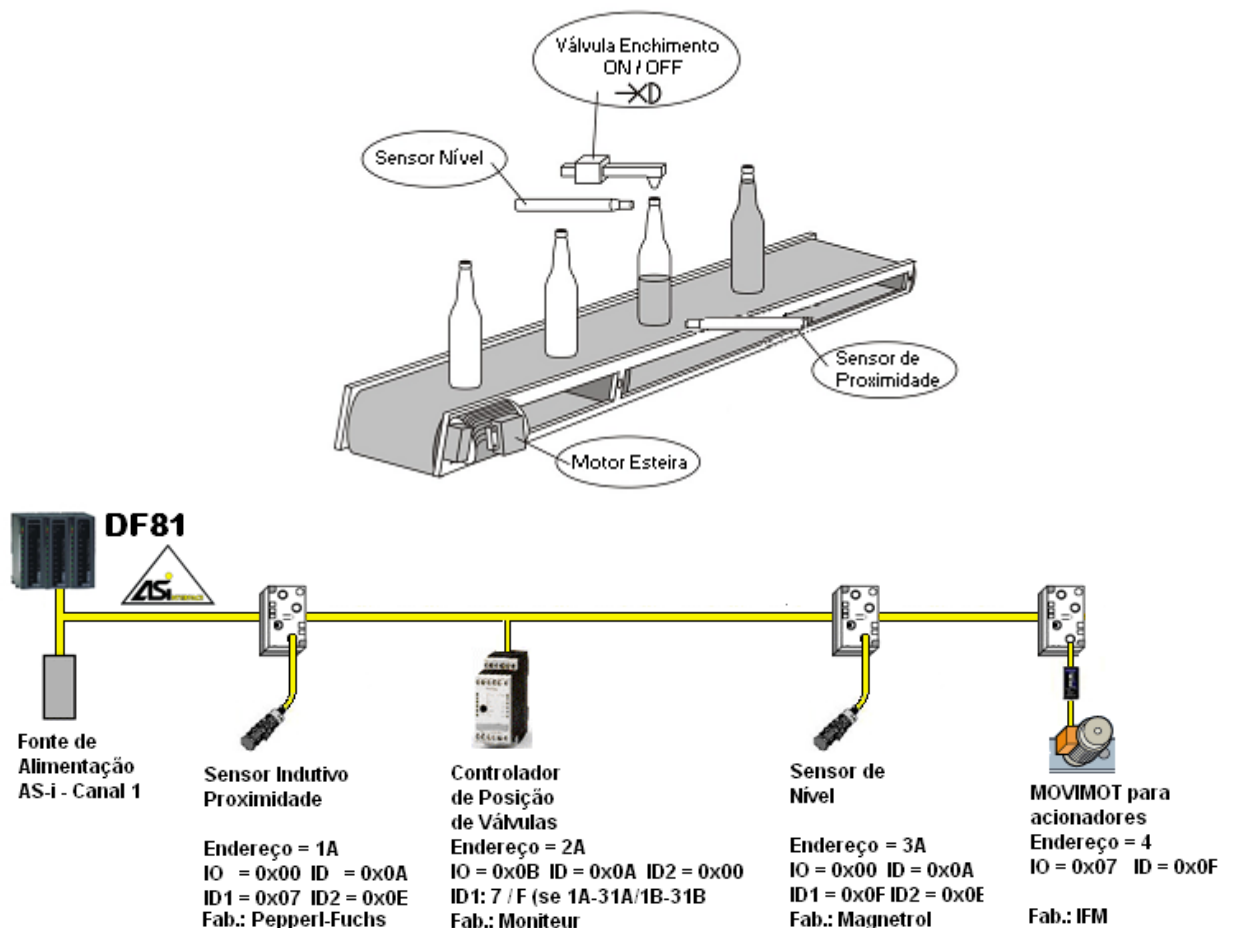 Válvula Enchimento
ON / OFF
Sensor Nível
Sensor de
Proximidade
Motor Esteira
DF81
ASi
INTERFACE
Fonte de
Alimentação
AS-i - Canal 1
Sensor Indutivo
Proximidade
Endereço = 1A
IO = 0x00 ID = 0x0A
ID1 = 0x07 ID2 = 0x0E
Fab.: Pepperl-Fuchs
Controlador
de Posição
de Válvulas
Endereço = 2A
IO = 0x0B ID = 0x0A ID2 = 0x00
ID1: 7 / F (se 1A-31A/1B-31B
Fab.: Moniteur
Sensor de
Nível
Endereço = 3A
IO = 0x00 ID = 0x0A
ID1 = 0x0F ID2 = 0x0E
Fab.: Magnetrol
MOVIMOT para
acionadores
Endereço = 4
IO = 0x07 ID = 0x0F
Fab.: IFM